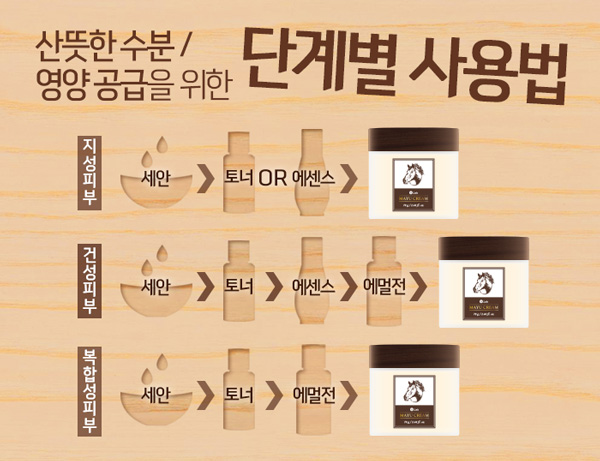 산뜻한 수분 /
영양 공급을 위한
단계별 사용법
지성피부
세안 토너 OR 에센스
건성피부
세안 토너 에센스 에멀전
복합성피부
세안 토너 에멀전